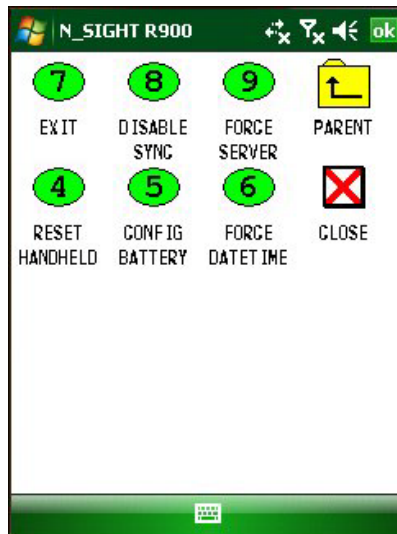 N_SIGHT R900
ok
7
8
9
EXIT
DISABLE
SYNC
FORCE
SERVER
PARENT
4
5
6
RESET
HANDHELD
CONFIG
BATTERY
FORCE
DATETIME
CLOSE